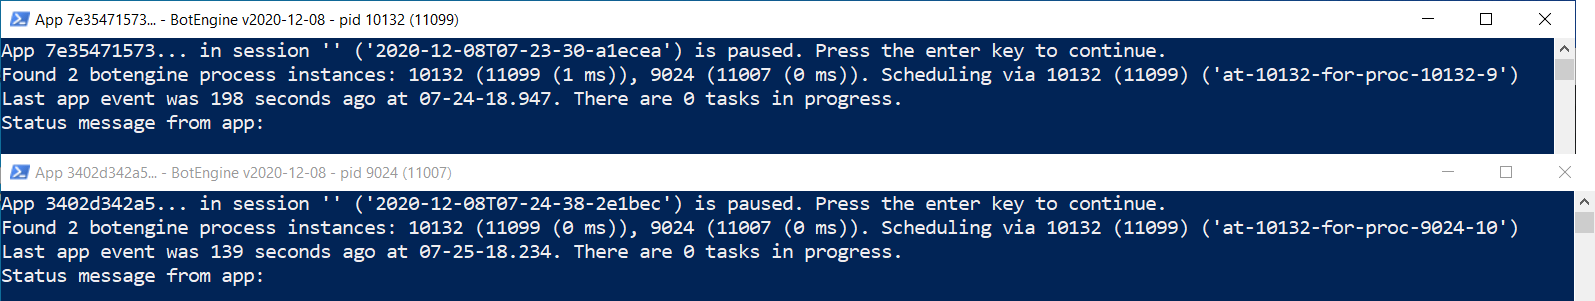 App 7e35471573... - BotEngine v2020-12-08 - pid 10132 (11099)
App 7e35471573... in session '' ('2020-12-08T07-23-30-a1ecea') is paused. Press the enter key to continue.
Found 2 botengine process instances: 10132 (11099 (1 ms)), 9024 (11007 (0 ms)). Scheduling via 10132 (11099) ('at-10132-for-proc-10132-9')
Last app event was 198 seconds ago at 07-24-18.947. There are 0 tasks in progress.
Status message from app:
App 3402d342a5... - BotEngine v2020-12-08 - pid 9024 (11007)
App 3402d342a5... in session '' ('2020-12-08T07-24-38-2e1bec') is paused. Press the enter key to continue.
Found 2 botengine process instances: 10132 (11099 (0 ms)), 9024 (11007 (0 ms)). Scheduling via 10132 (11099) ('at-10132-for-proc-9024-10')
Last app event was 139 seconds ago at 07-25-18.234. There are 0 tasks in progress.
Status message from app: